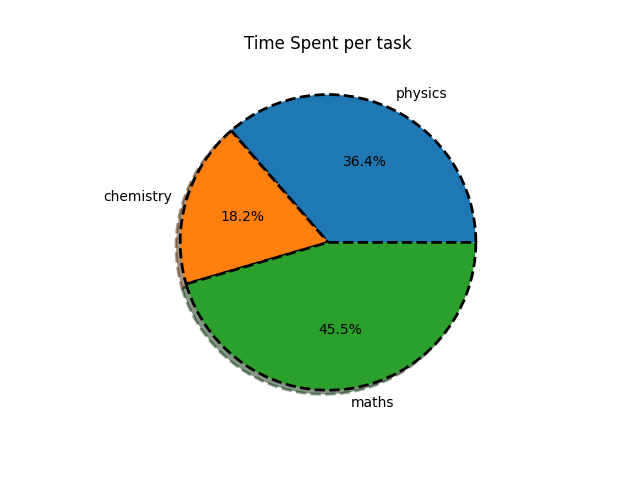 Time Spent per task
physics
36.4%
chemistry
18.2%
45.5%
maths